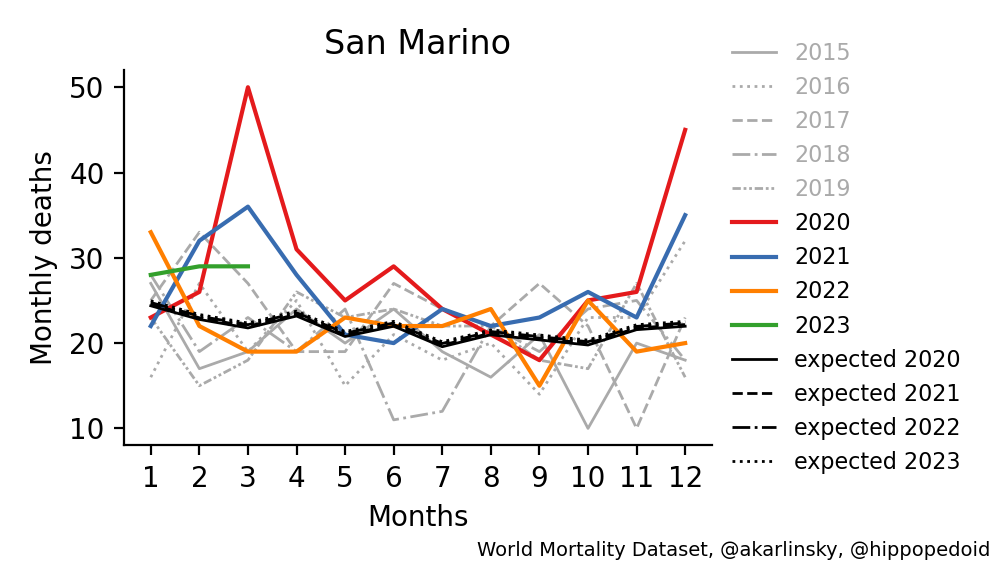 San Marino
Monthly deaths
50
40
30
20
10
1 2 3 4 5 6 7 8 9 10 11 12
Months
2015
2016
2017
2018
2019
2020
2021
2022
2023
expected 2020
expected 2021
expected 2022
expected 2023
World Mortality Dataset, @akarlinsky, @hippopedoid